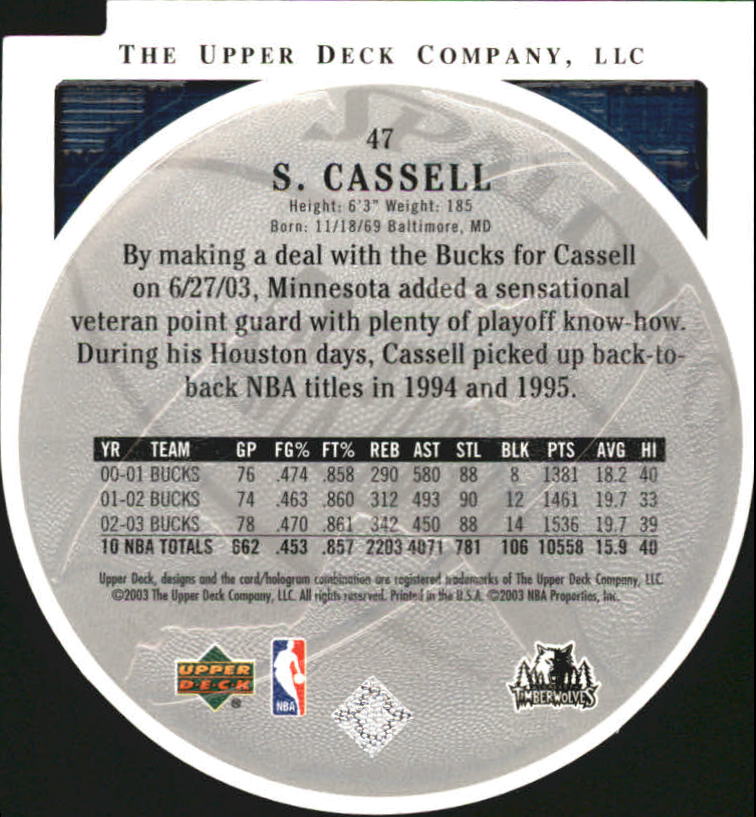 THE UPPER DECK COMPANY, LLC
SPALDING
47
S. CASSELL
Height: 6'3" Weight: 185
Born: 11/18/69 Baltimore, MD
By making a deal with the Bucks for Cassell
on 6/27/03, Minnesota added a sensational
veteran point guard with plenty of playoff know-how.
During his Houston days, Cassell picked up back-to-
back NBA titles in 1994 and 1995.
YR TEAM GP FG% FT% REB AST STL BLK PTS AVG HI
00-01 BUCKS 76 .474 .858 290 580 88 8 1381 18.2 40
01-02 BUCKS 74 .463 .860 312 493 90 12 1461 19.7 33
02-03 BUCKS 78 .470 .861 342 450 88 14 1536 19.7 39
10 NBA TOTALS 662 .453 .857 2203 4071 781 106 10558 15.9 40
Upper Deck, designs and the card/hologram combination are registered trademarks of The Upper Deck Company, LLC.
©2003 The Upper Deck Company, LLC. All rights reserved. Printed in the U.S.A. ©2003 NBA Properties, Inc.
UPPER
DECK
®
NBA
TIMBERWOLVES